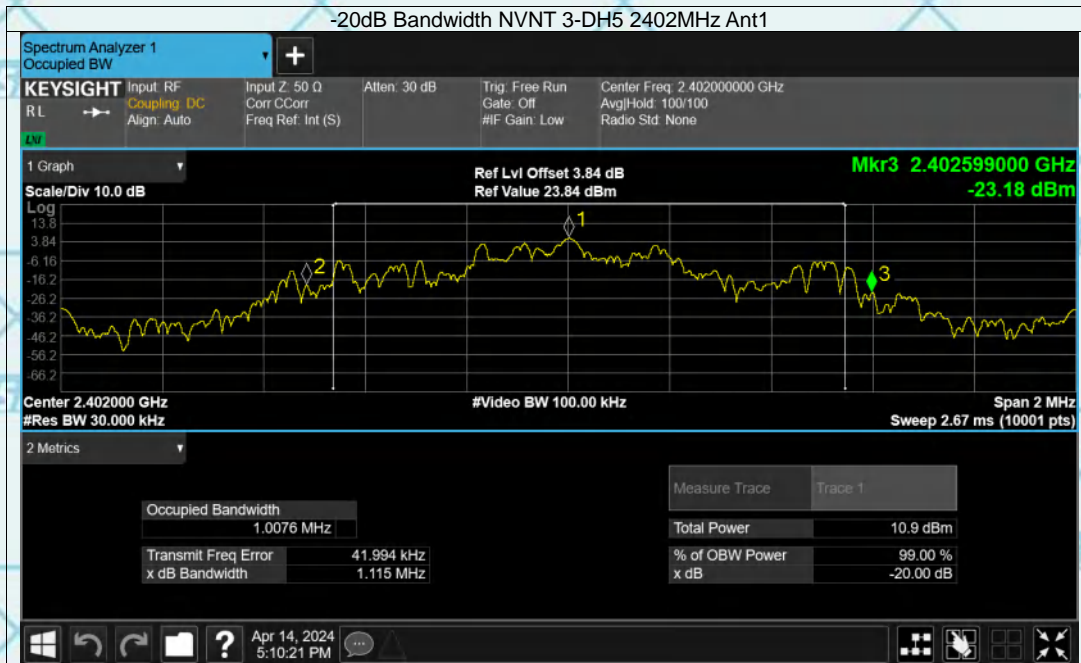 -20dB Bandwidth NVNT 3-DH5 2402MHz Ant1
Spectrum Analyzer 1
Occupied BW
+
KEYSIGHT Input: RF Input Z: 50 Ω Atten: 30 dB Trig: Free Run Center Freq: 2.402000000 GHz
RL Coupling: DC Corr CCorr Gate: Off Avg|Hold: 100/100
Align: Auto Freq Ref: Int (S) #IF Gain: Low Radio Std: None
LXI
1 Graph Ref Lvl Offset 3.84 dB Mkr3 2.402599000 GHz
Scale/Div 10.0 dB Ref Value 23.84 dBm -23.18 dBm
Log
13.8
3.84
-6.16
-16.2
-26.2
-36.2
-46.2
-56.2
-66.2
1
2
3
Center 2.402000 GHz #Video BW 100.00 kHz Span 2 MHz
#Res BW 30.000 kHz Sweep 2.67 ms (10001 pts)
2 Metrics
Measure Trace Trace 1
Occupied Bandwidth
1.0076 MHz Total Power 10.9 dBm
Transmit Freq Error 41.994 kHz % of OBW Power 99.00 %
x dB Bandwidth 1.115 MHz x dB -20.00 dB
? Apr 14, 2024
5:10:21 PM